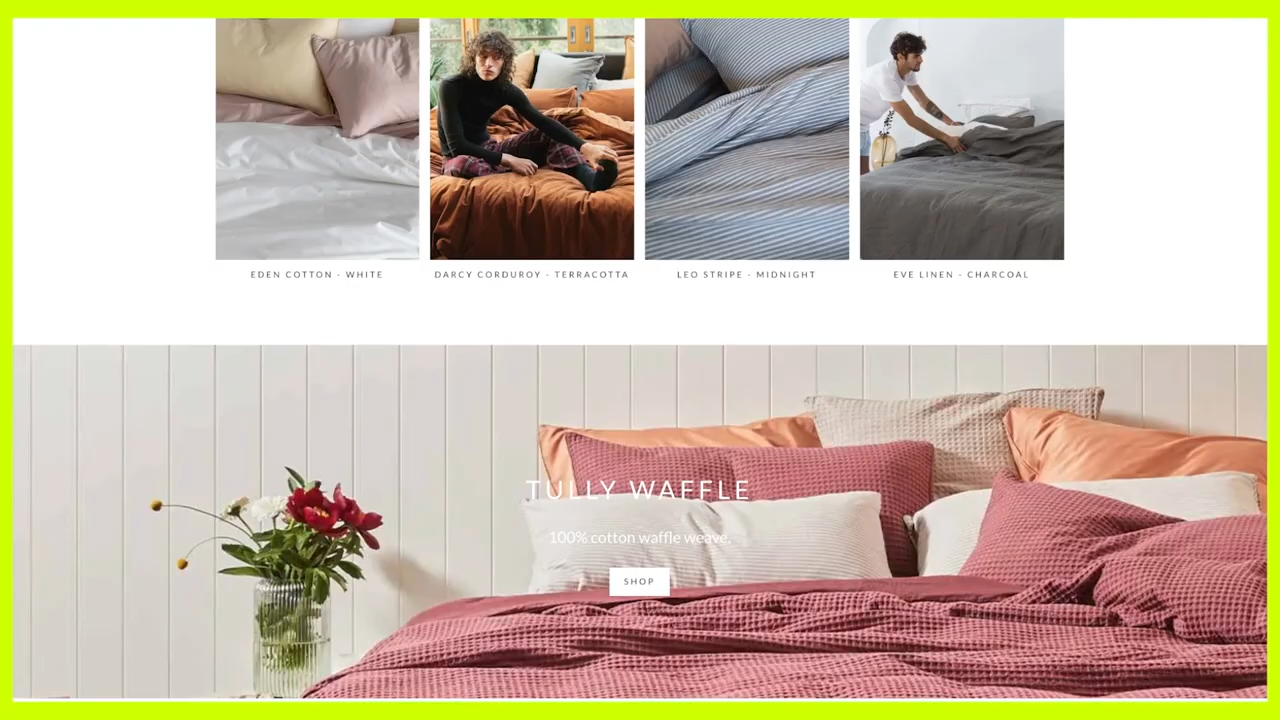 EDEN COTTON - WHITE
DARCY CORDUROY - TERRACOTTA
LEO STRIPE - MIDNIGHT
EVE LINEN - CHARCOAL
TULLY WAFFLE
100% cotton waffle weave.
SHOP